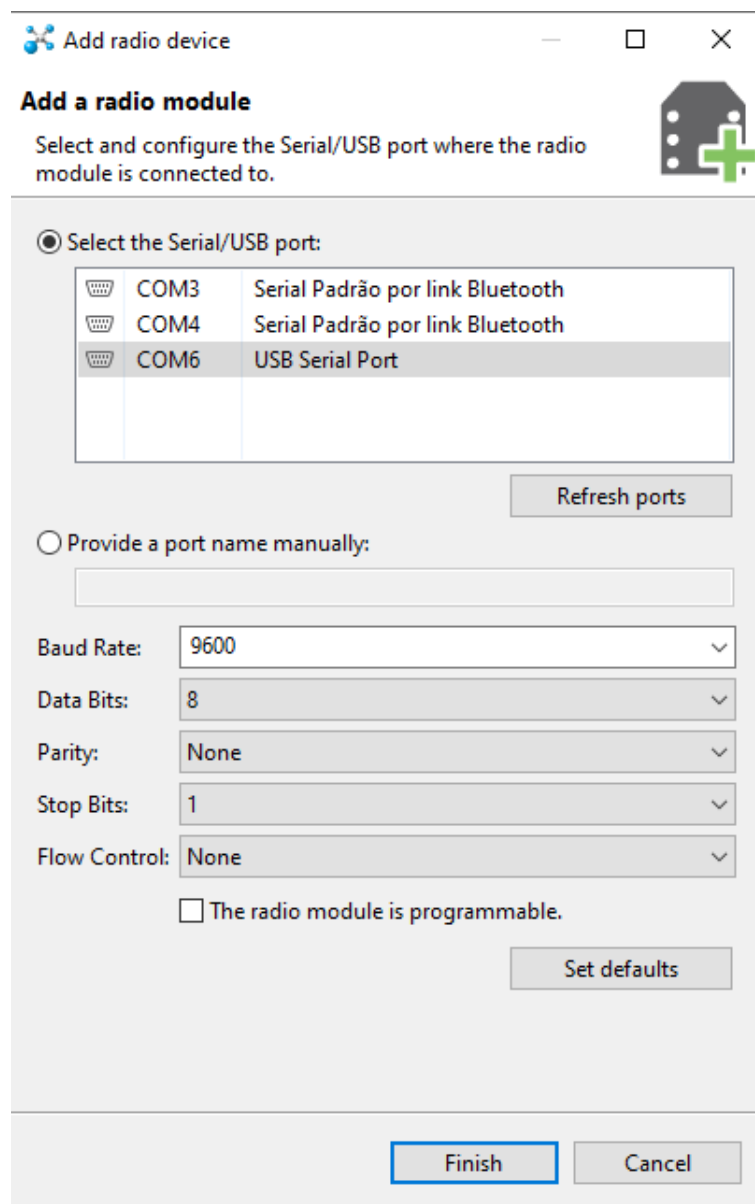 Add radio device
Add a radio module
Select and configure the Serial/USB port where the radio
module is connected to.
Select the Serial/USB port:
COM3 Serial Padrão por link Bluetooth
COM4 Serial Padrão por link Bluetooth
COM6 USB Serial Port
Refresh ports
Provide a port name manually:
Baud Rate: 9600
Data Bits: 8
Parity: None
Stop Bits: 1
Flow Control: None
The radio module is programmable.
Set defaults
Finish Cancel